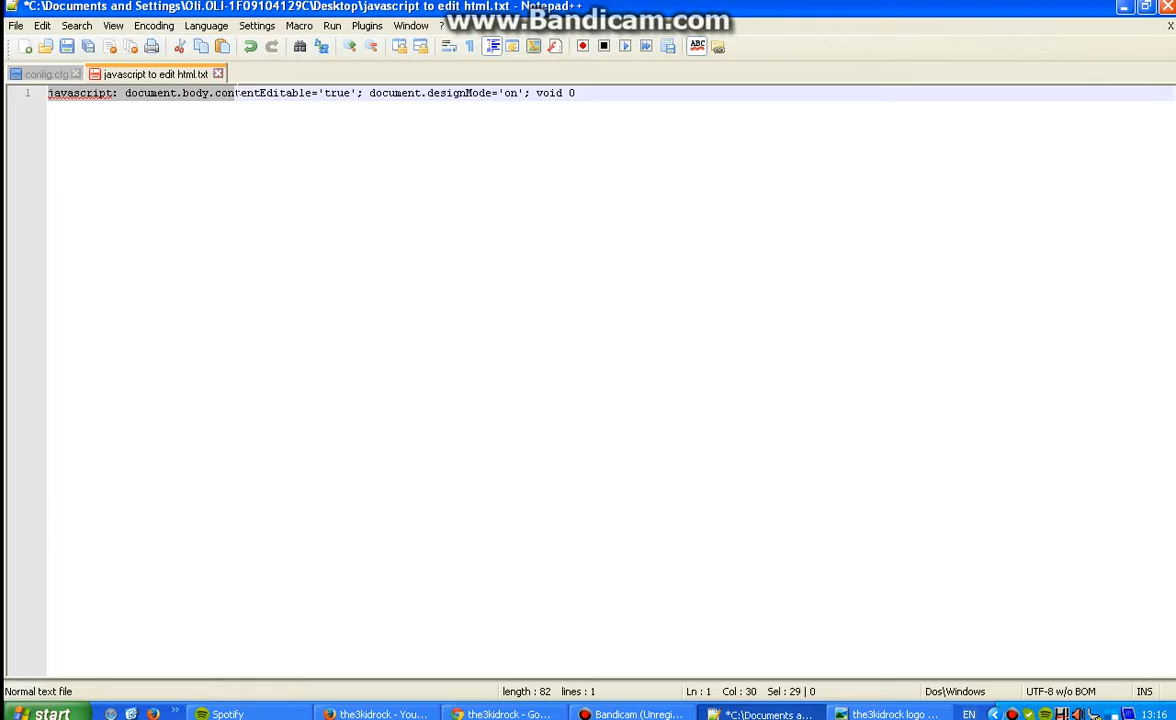 *C:\Documents and Settings\Oli.OLI-1F09104129C\Desktop\javascript to edit html.txt - Notepad++
www.Bandicam.com
File Edit Search View Encoding Language Settings Macro Run Plugins Window ? X
config.cfg javascript to edit html.txt
1 javascript: document.body.contentEditable='true'; document.designMode='on'; void 0
Normal text file length : 82 lines : 1 Ln : 1 Col : 30 Sel : 29 | 0 Dos\Windows UTF-8 w/o BOM INS
start Spotify the3kidrock - You... the3kidrock - Go... Bandicam (Unregi... *C:\Documents a... the3kidrock logo ... EN